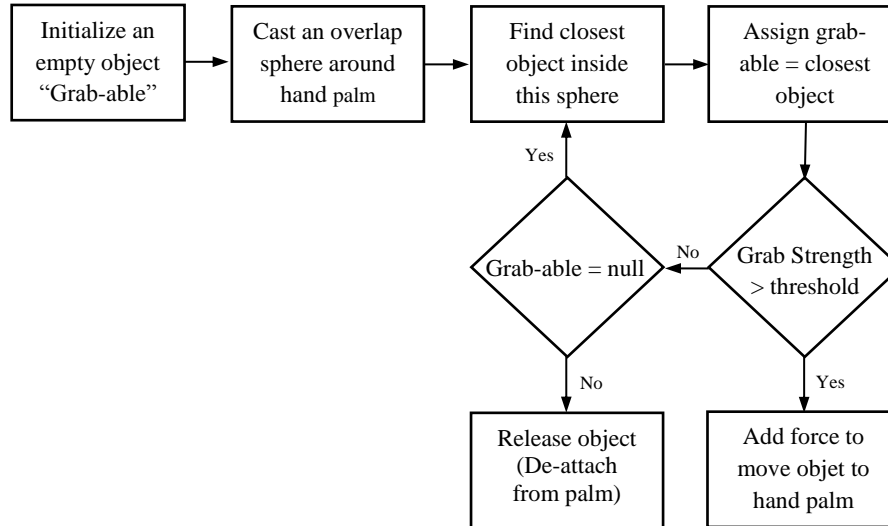 Initialize an
empty object
“Grab-able”
Cast an overlap
sphere around
hand palm
Find closest
object inside
this sphere
Assign grab-
able = closest
object
Yes
Grab-able = null
No
Grab Strength
> threshold
No
Yes
Release object
(De-attach
from palm)
Add force to
move objet to
hand palm